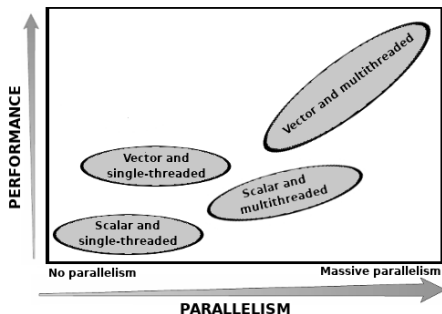 PERFORMANCE
Vector and multithreaded
Vector and
single-threaded
Scalar and
multithreaded
Scalar and
single-threaded
No parallelism
Massive parallelism
PARALLELISM